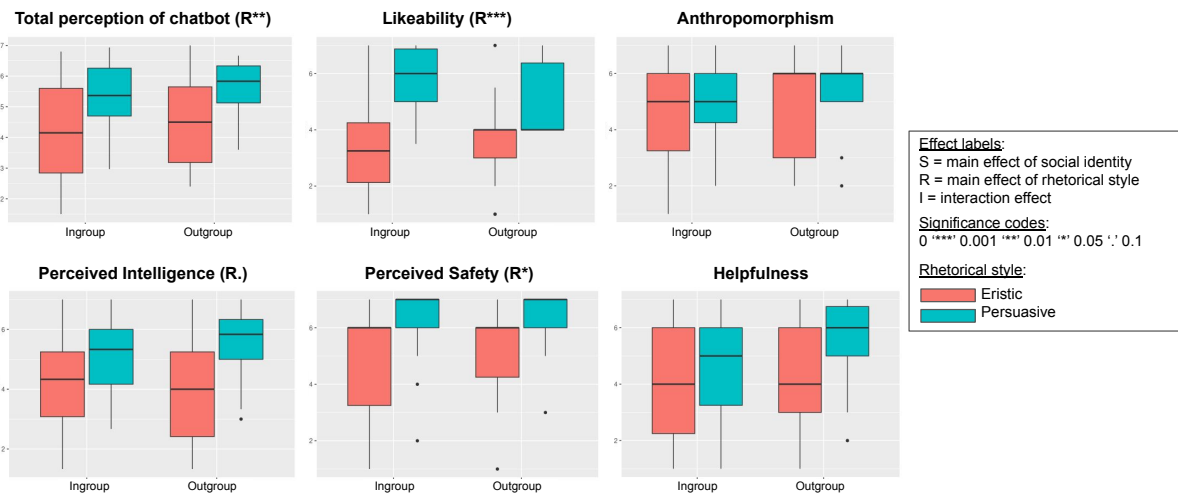 Total perception of chatbot (R**)
Likeability (R***)
Anthropomorphism
7
6
5
4
3
2
6
4
2
6
4
2
Ingroup
Outgroup
Ingroup
Outgroup
Ingroup
Outgroup
Perceived Intelligence (R.)
Perceived Safety (R*)
Helpfulness
6
4
2
6
4
2
6
4
2
Ingroup
Outgroup
Ingroup
Outgroup
Ingroup
Outgroup
Effect labels:
S = main effect of social identity
R = main effect of rhetorical style
I = interaction effect
Significance codes:
0 ‘***’ 0.001 ‘**’ 0.01 ‘*’ 0.05 ‘.’ 0.1
Rhetorical style:
Eristic
Persuasive